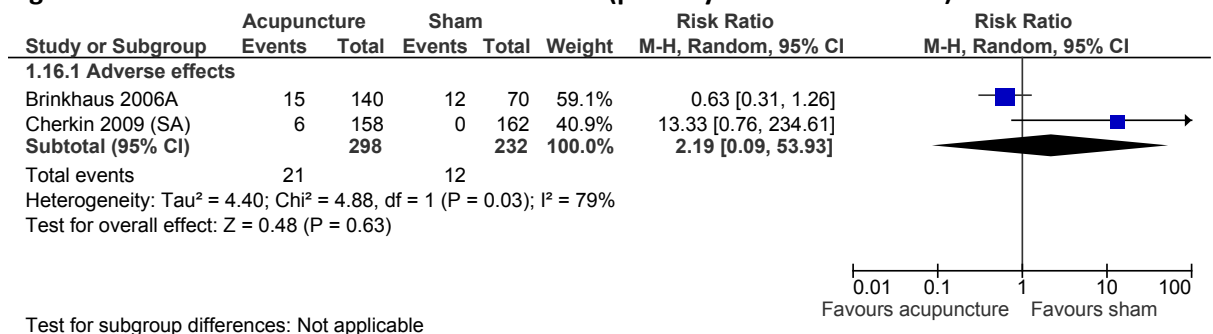 Acupuncture Sham Risk Ratio Risk Ratio
Study or Subgroup Events Total Events Total Weight M-H, Random, 95% CI M-H, Random, 95% CI
1.16.1 Adverse effects
Brinkhaus 2006A 15 140 12 70 59.1% 0.63 [0.31, 1.26]
Cherkin 2009 (SA) 6 158 0 162 40.9% 13.33 [0.76, 234.61]
Subtotal (95% CI) 298 232 100.0% 2.19 [0.09, 53.93]
Total events 21 12
Heterogeneity: Tau² = 4.40; Chi² = 4.88, df = 1 (P = 0.03); I² = 79%
Test for overall effect: Z = 0.48 (P = 0.63)
0.01 0.1 1 10 100
Favours acupuncture Favours sham
Test for subgroup differences: Not applicable